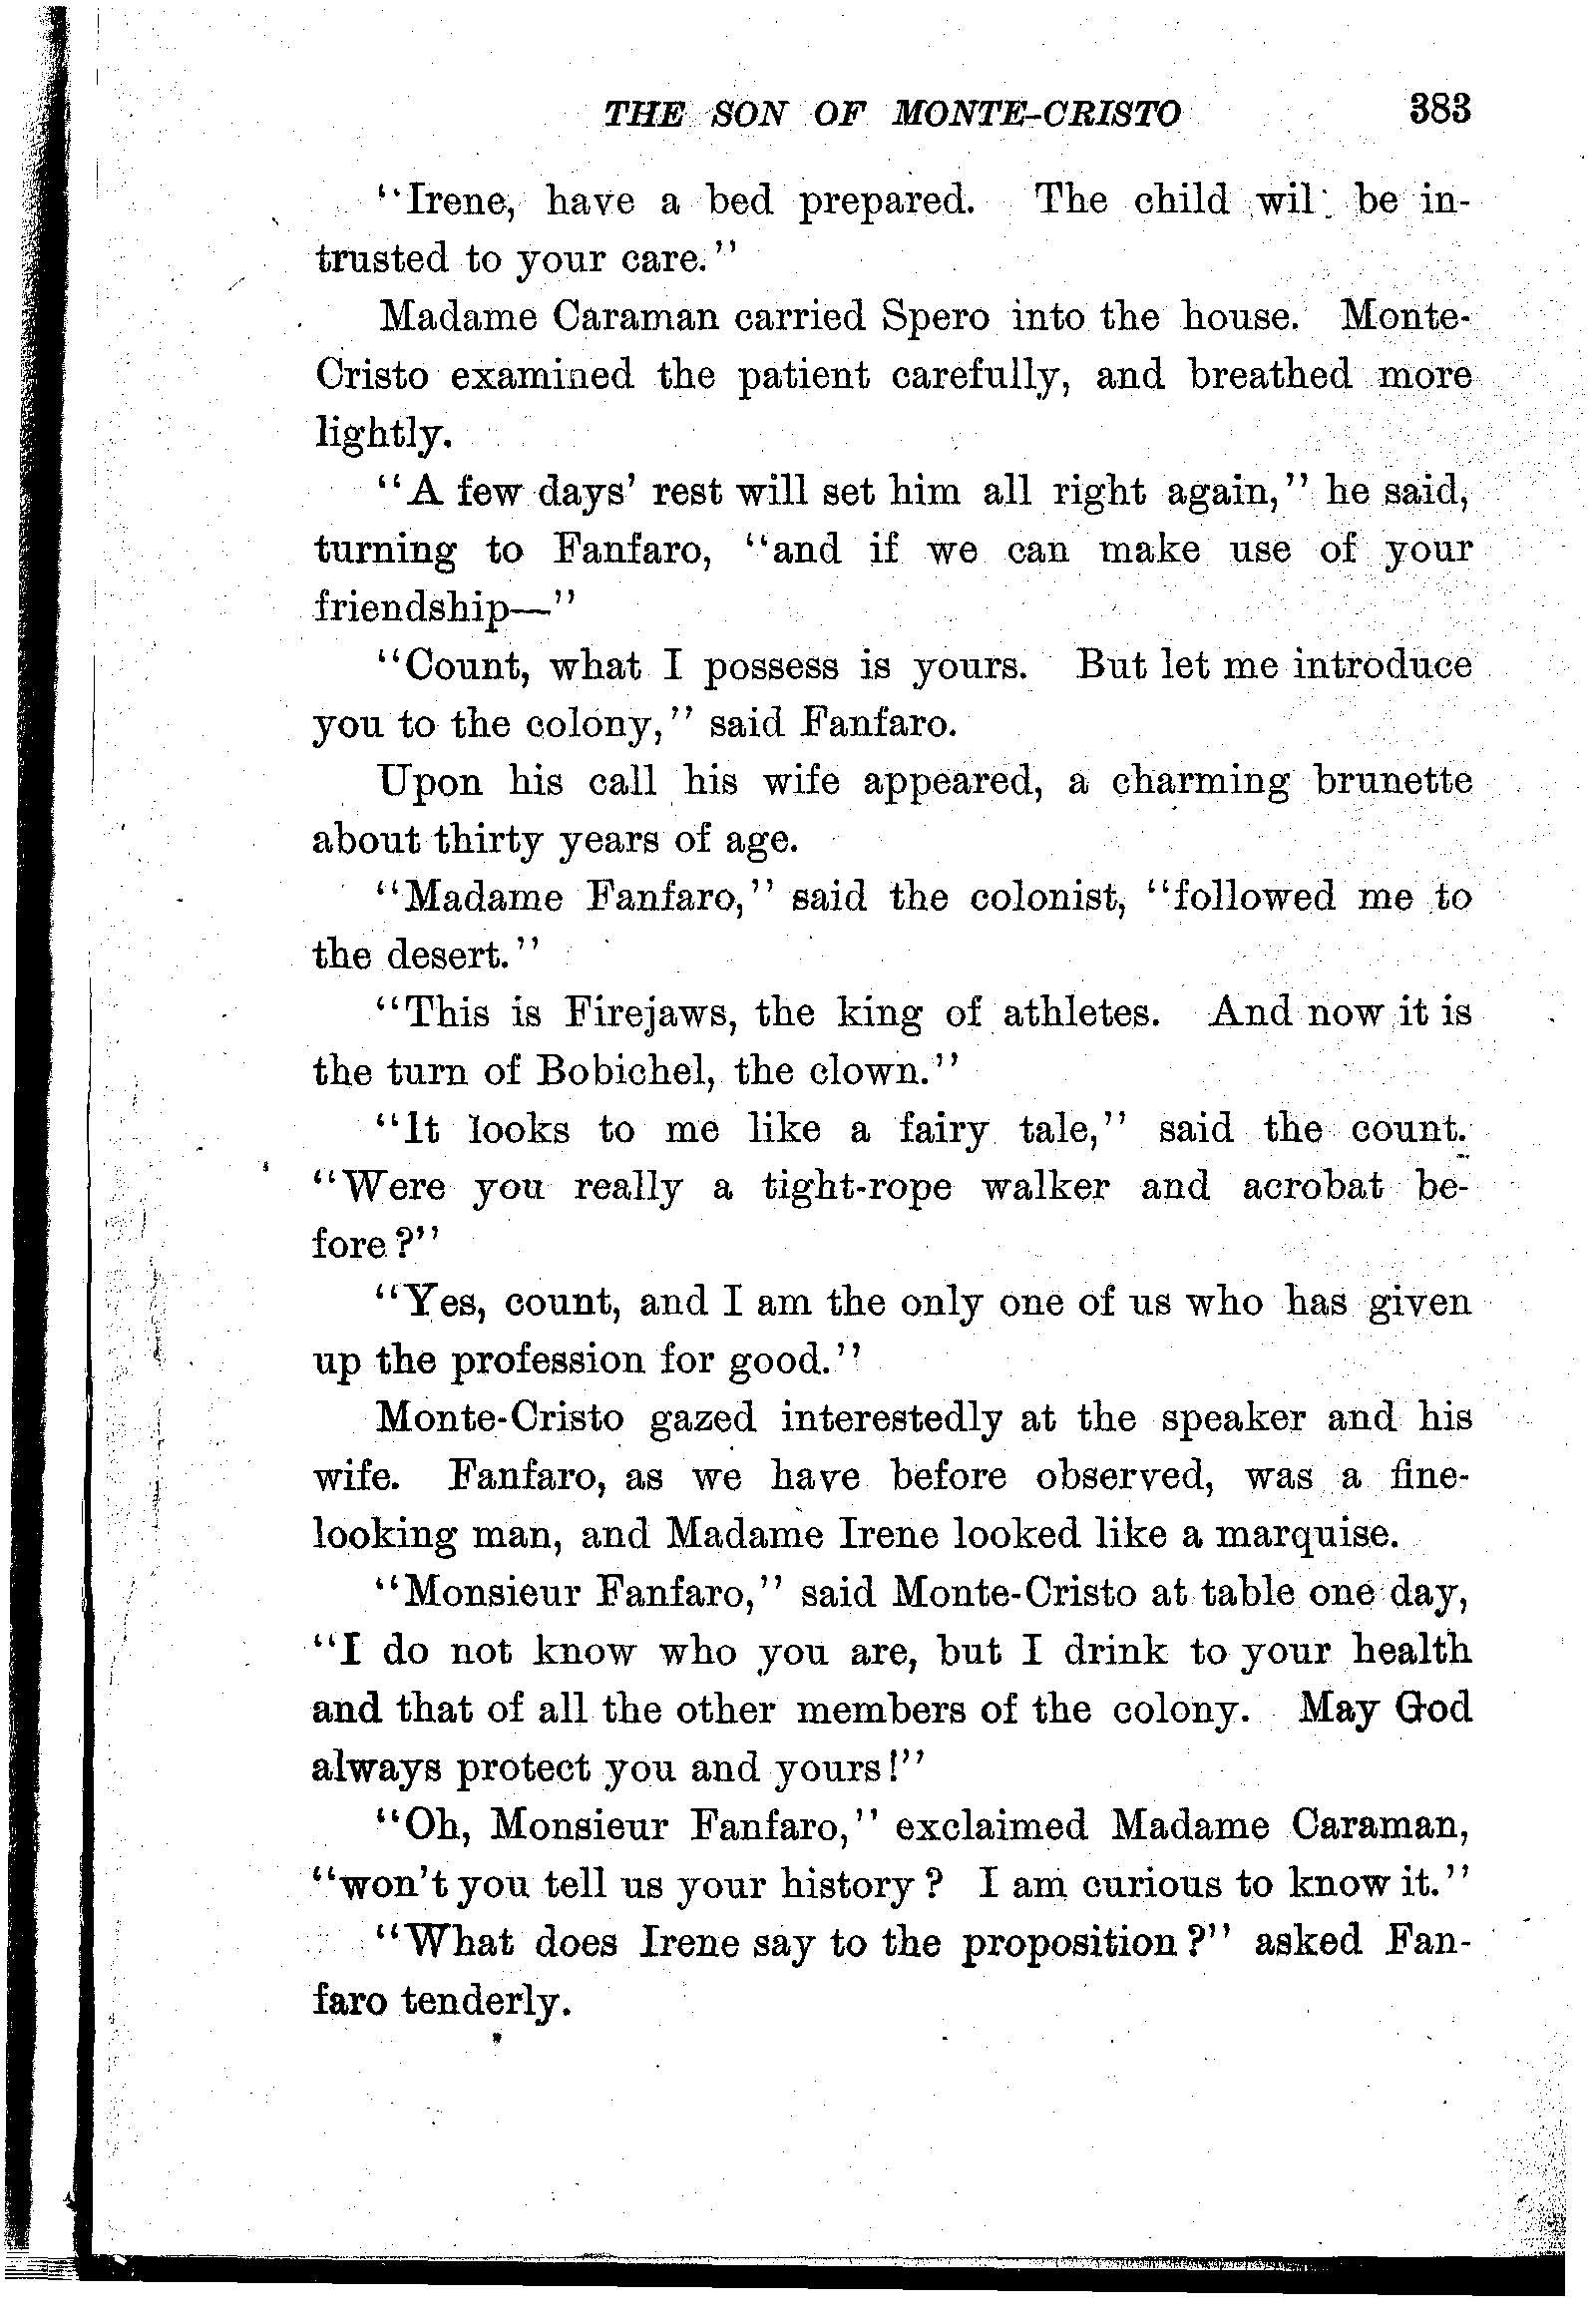 THE SON OF MONTE-CRISTO 383
"Irene, have a bed prepared. The child wil be in-
trusted to your care."
Madame Caraman carried Spero into the house. Monte-
Cristo examined the patient carefully, and breathed more
lightly.
"A few days' rest will set him all right again," he said,
turning to Fanfaro, "and if we can make use of your
friendship—"
"Count, what I possess is yours. But let me introduce
you to the colony," said Fanfaro.
Upon his call his wife appeared, a charming brunette
about thirty years of age.
"Madame Fanfaro," said the colonist, "followed me to
the desert."
"This is Firejaws, the king of athletes. And now it is
the turn of Bobichel, the clown."
"It looks to me like a fairy tale," said the count.
"Were you really a tight-rope walker and acrobat be-
fore?"
"Yes, count, and I am the only one of us who has given
up the profession for good."
Monte-Cristo gazed interestedly at the speaker and his
wife. Fanfaro, as we have before observed, was a fine-
looking man, and Madame Irene looked like a marquise.
"Monsieur Fanfaro," said Monte-Cristo at table one day,
"I do not know who you are, but I drink to your health
and that of all the other members of the colony. May God
always protect you and yours!"
"Oh, Monsieur Fanfaro," exclaimed Madame Caraman,
"won't you tell us your history? I am curious to know it."
"What does Irene say to the proposition?" asked Fan-
faro tenderly.